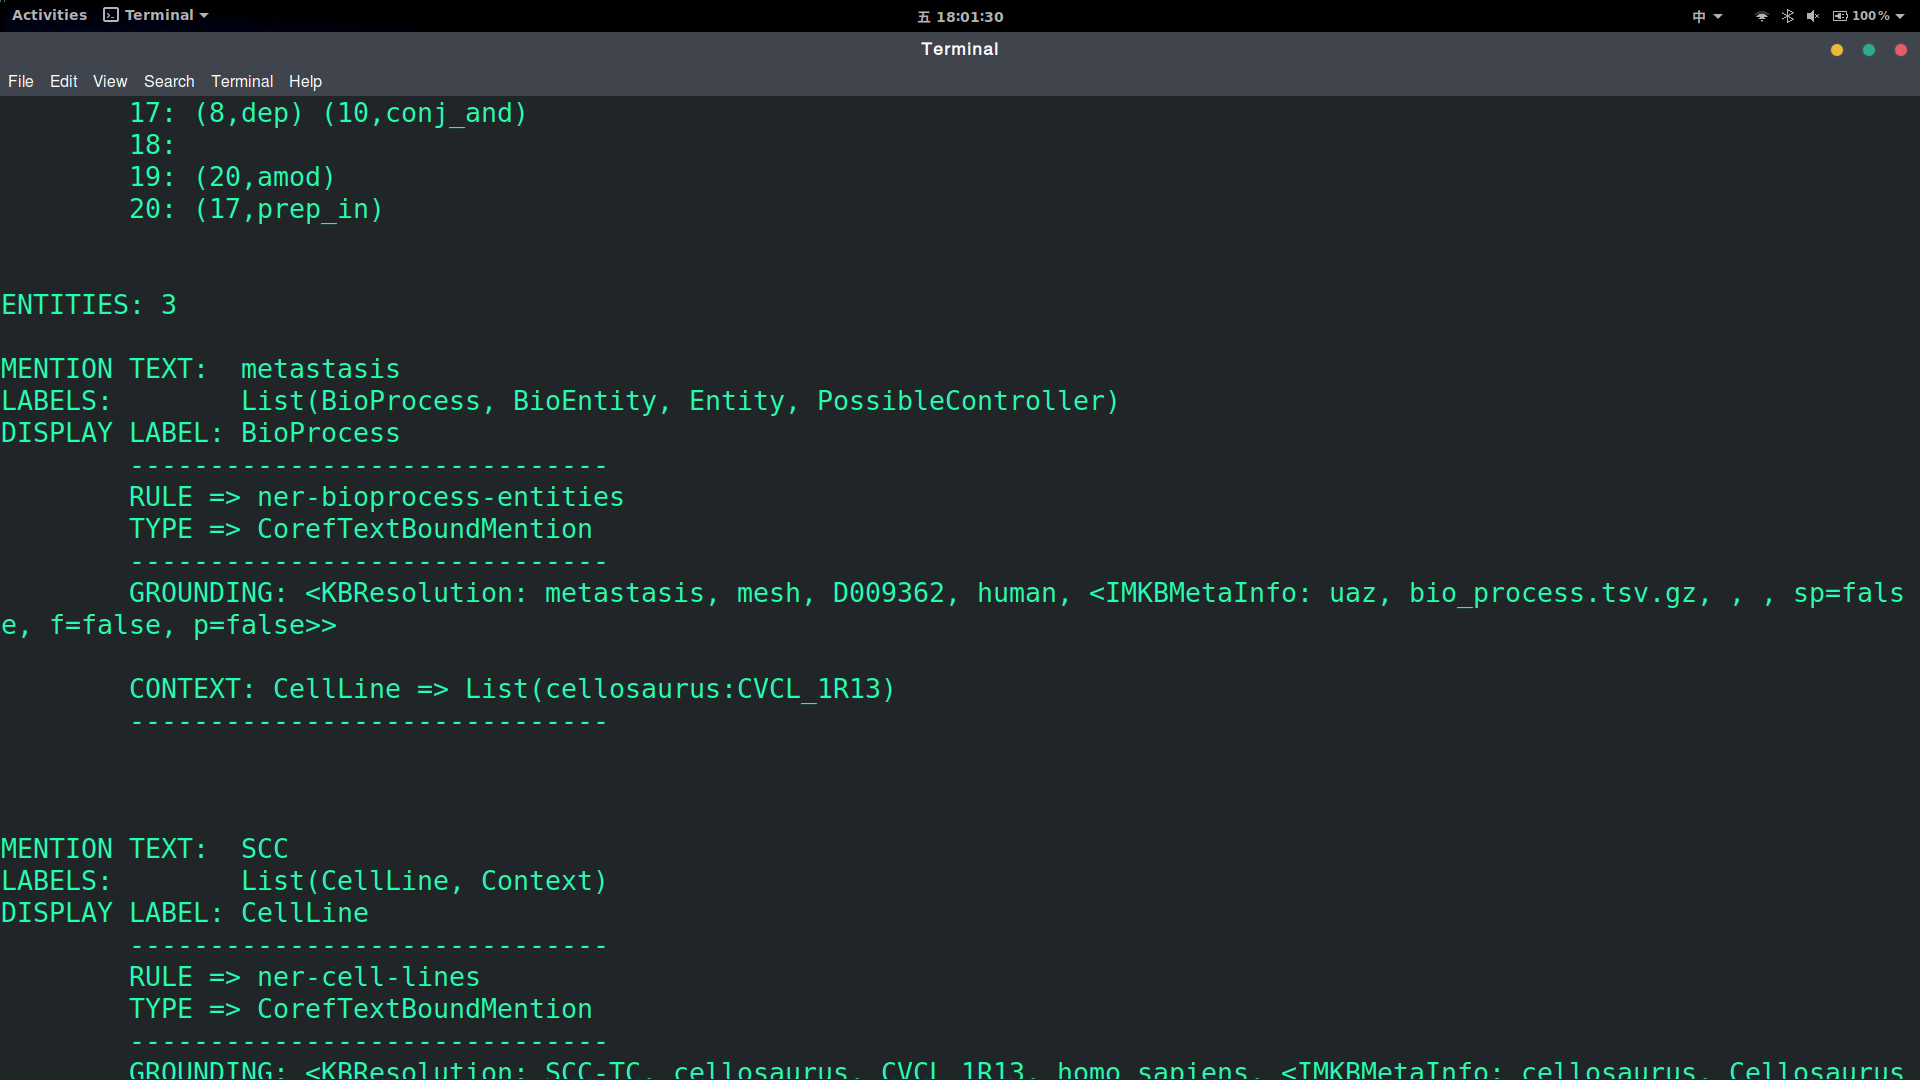 Activities Terminal 五 18:01:30 中 100 %
Terminal
File Edit View Search Terminal Help
17: (8,dep) (10,conj_and)
18:
19: (20,amod)
20: (17,prep_in)
ENTITIES: 3
MENTION TEXT:  metastasis
LABELS:        List(BioProcess, BioEntity, Entity, PossibleController)
DISPLAY LABEL: BioProcess
------------------------------
RULE => ner-bioprocess-entities
TYPE => CorefTextBoundMention
------------------------------
GROUNDING: <KBResolution: metastasis, mesh, D009362, human, <IMKBMetaInfo: uaz, bio_process.tsv.gz, , , sp=fals
e, f=false, p=false>>
CONTEXT: CellLine => List(cellosaurus:CVCL_1R13)
------------------------------
MENTION TEXT:  SCC
LABELS:        List(CellLine, Context)
DISPLAY LABEL: CellLine
------------------------------
RULE => ner-cell-lines
TYPE => CorefTextBoundMention
------------------------------
GROUNDING: <KBResolution: SCC-TC, cellosaurus, CVCL_1R13, homo sapiens, <IMKBMetaInfo: cellosaurus, Cellosaurus